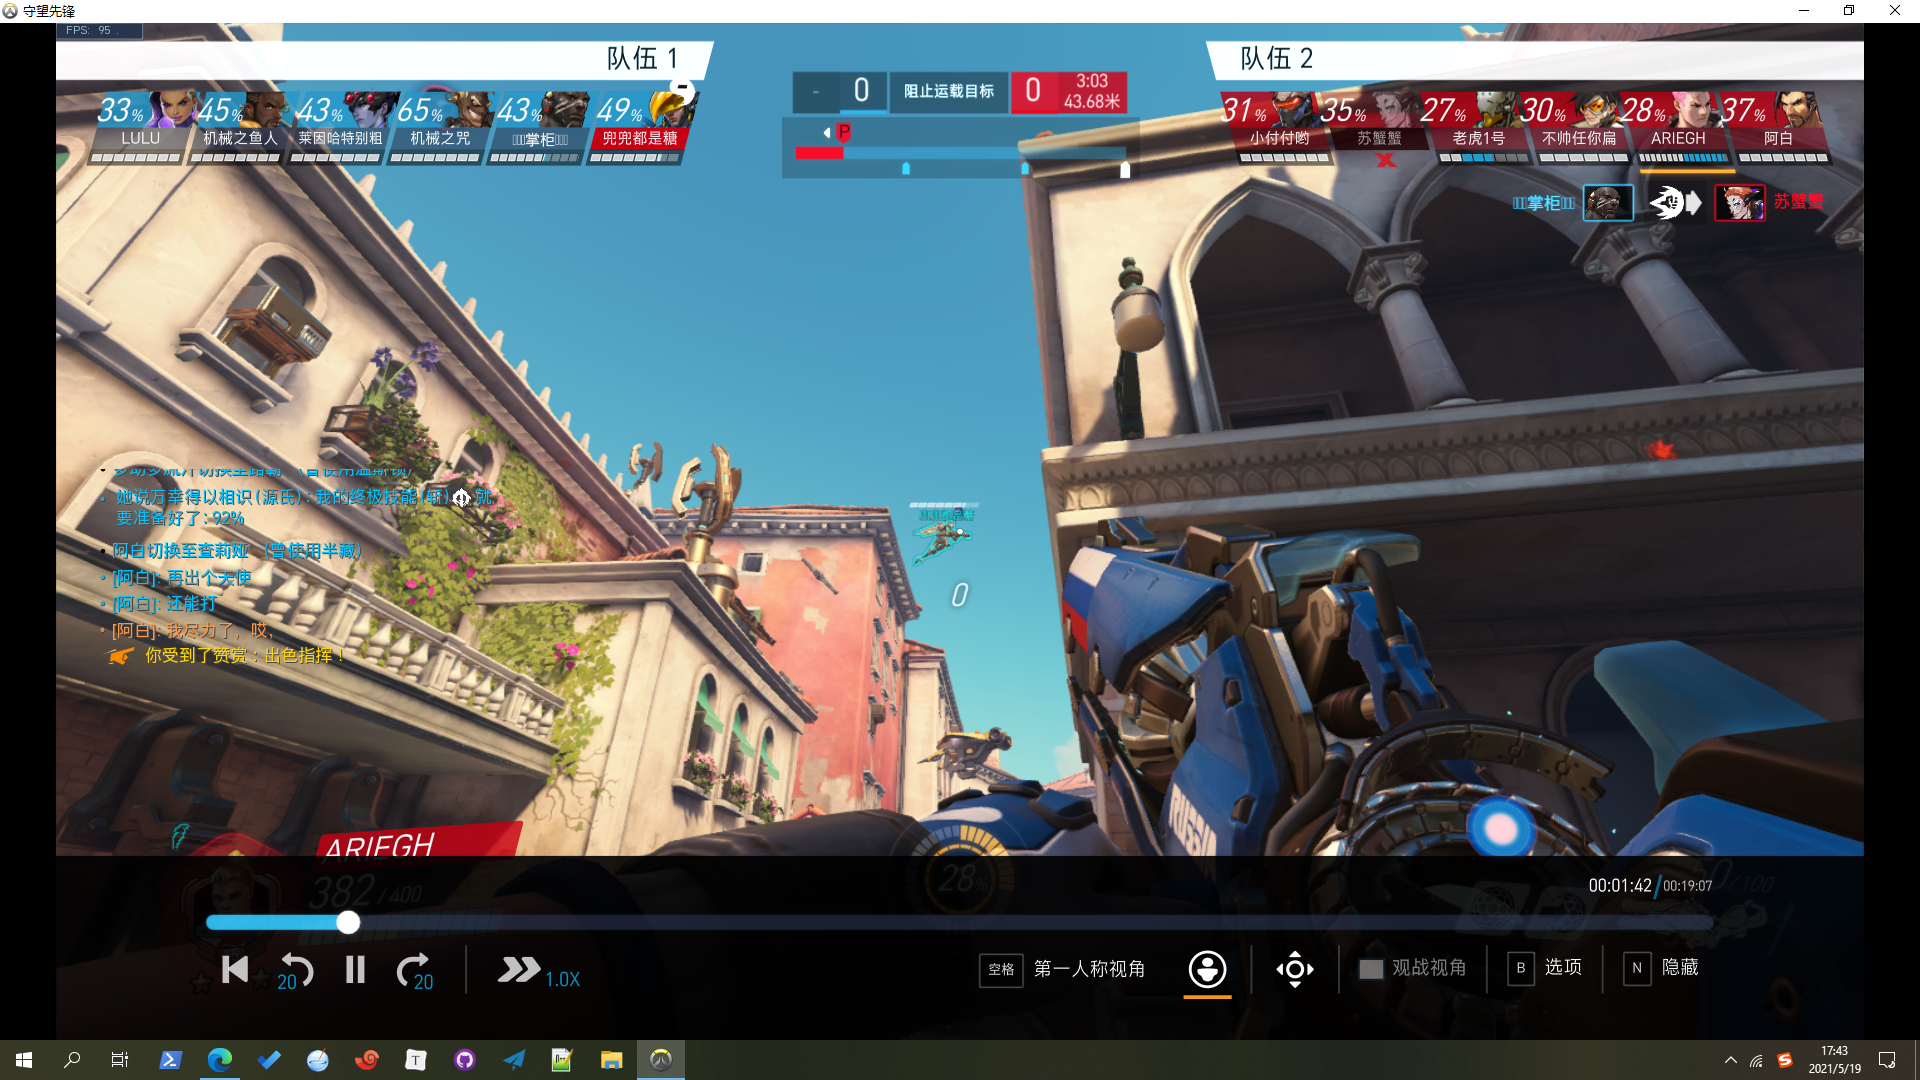 守望先锋
FPS: 95
队伍 1
队伍 2
33% 45% 43% 65% 43% 49%
LULU 机械之鱼人 莱因哈特别粗 机械之咒 掌柜 兜兜都是糖
- 0 阻止运载目标 0 3:03
43.68米
P
31% 35% 27% 30% 28% 37%
小付付哟 苏蟹蟹 老虎1号 不帅任你扁 ARIEGH 阿白
掌柜 苏蟹蟹
她说万幸得以相识(源氏):我的终极技能(斩) 就
要准备好了:92%
阿白切换至查莉娅 (曾使用半藏)
[阿白]: 再出个天使
[阿白]: 还能打
[阿白]: 我尽力了, 哎,
你受到了赞赏:出色指挥!
0
RUSSIA
ARIEGH
382/400
28%
00:01:42/00:19:07
20 20 1.0X
空格 第一人称视角
观战视角
B 选项
N 隐藏
17:43
2021/5/19